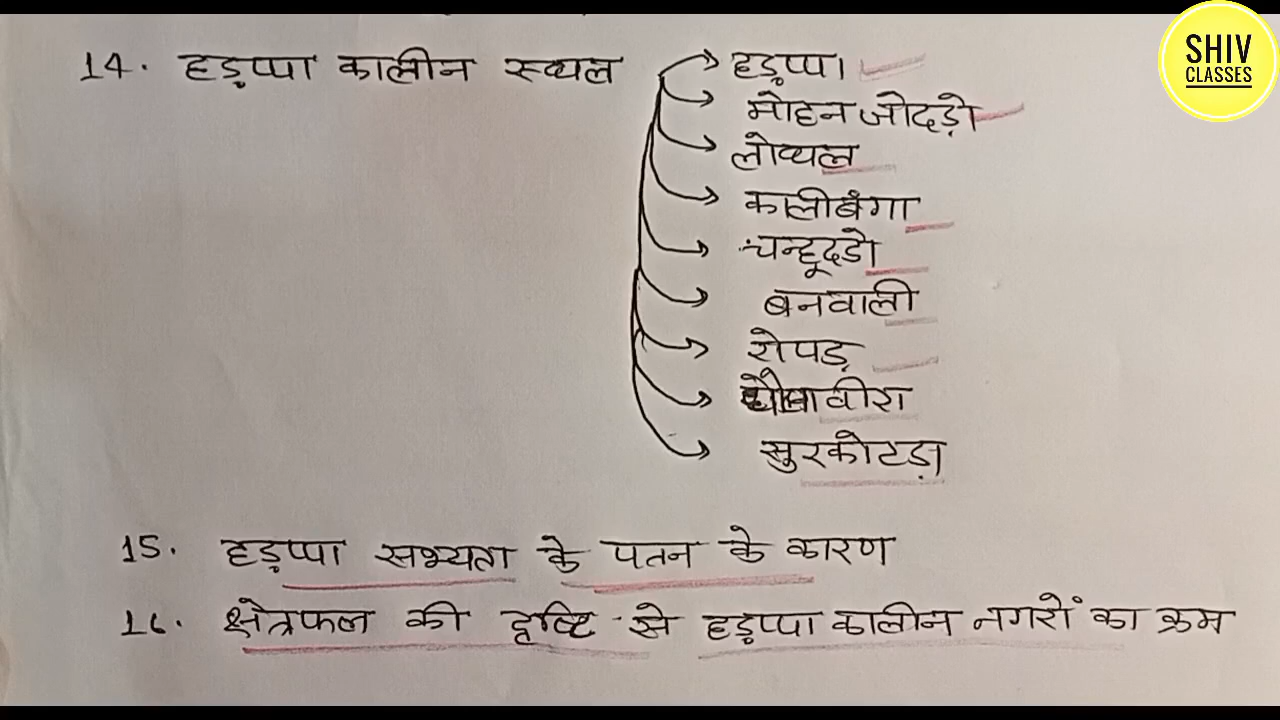 SHIV
CLASSES
14. हड़प्पा कालीन स्थल
हड़प्पा
मोहनजोदड़ो
लोथल
कालीबंगा
चन्हूदडो
बनवाली
रोपड़
धौलावीरा
सुरकोटड़ा
15. हड़प्पा सभ्यता के पतन के कारण
16. क्षेत्रफल की दृष्टि से हड़प्पा कालीन नगरों का क्रम